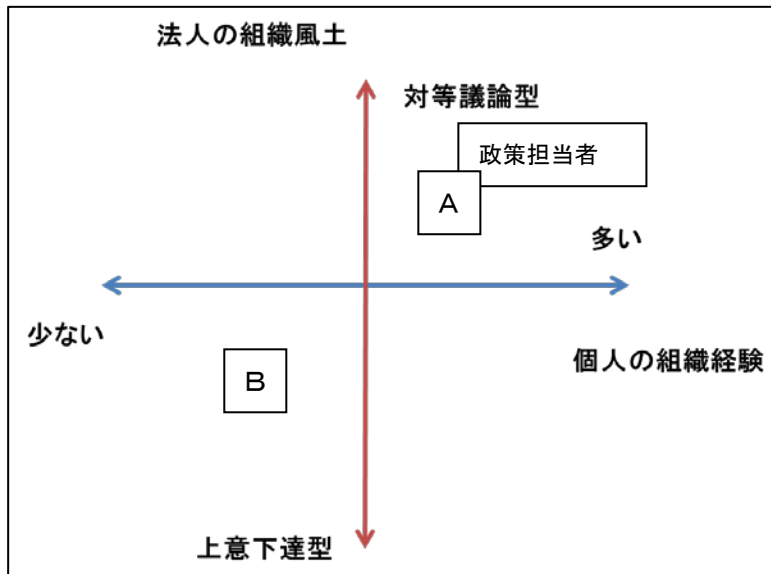 法人の組織風土
対等議論型
政策担当者
A
多い
少ない
個人の組織経験
B
上意下達型